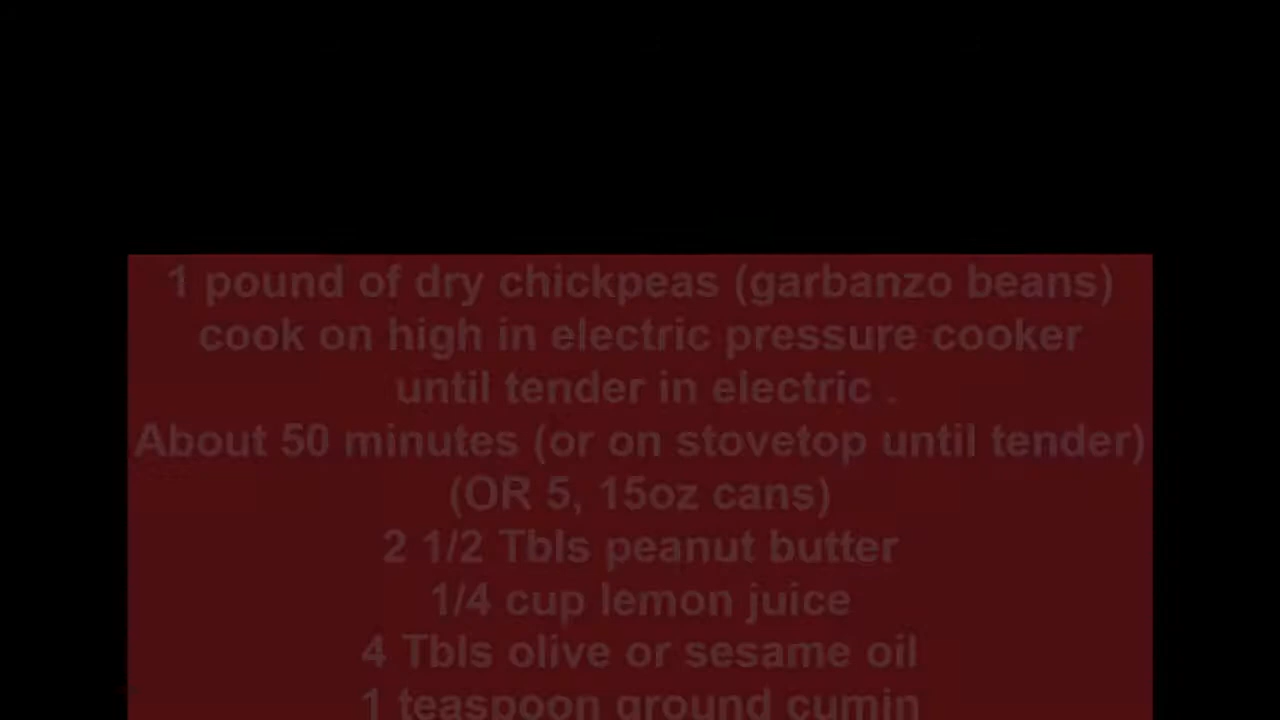 1 pound of dry chickpeas (garbanzo beans)
cook on high in electric pressure cooker
until tender in electric .
About 50 minutes (or on stovetop until tender)
(OR 5, 15oz cans)
2 1/2 Tbls peanut butter
1/4 cup lemon juice
4 Tbls olive or sesame oil
1 teaspoon ground cumin